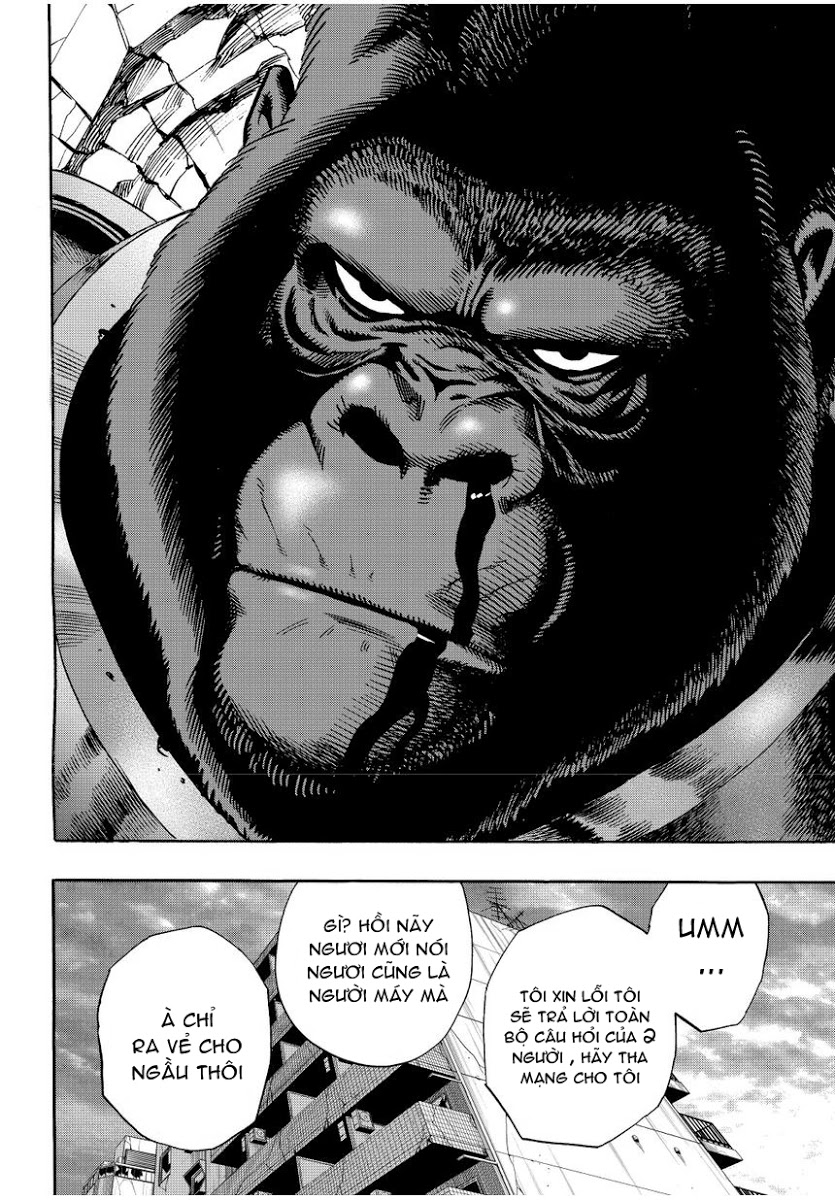 UMM
...
TÔI XIN LỖI TÔI
SẼ TRẢ LỜI TOÀN
BỘ CÂU HỎI CỦA 2
NGƯỜI , HÃY THA
MẠNG CHO TÔI
GÌ? HỒI NÃY
NGƯƠI MỚI NÓI
NGƯƠI CŨNG LÀ
NGƯỜI MÁY MÀ
À CHỈ
RA VẺ CHO
NGẦU THÔI